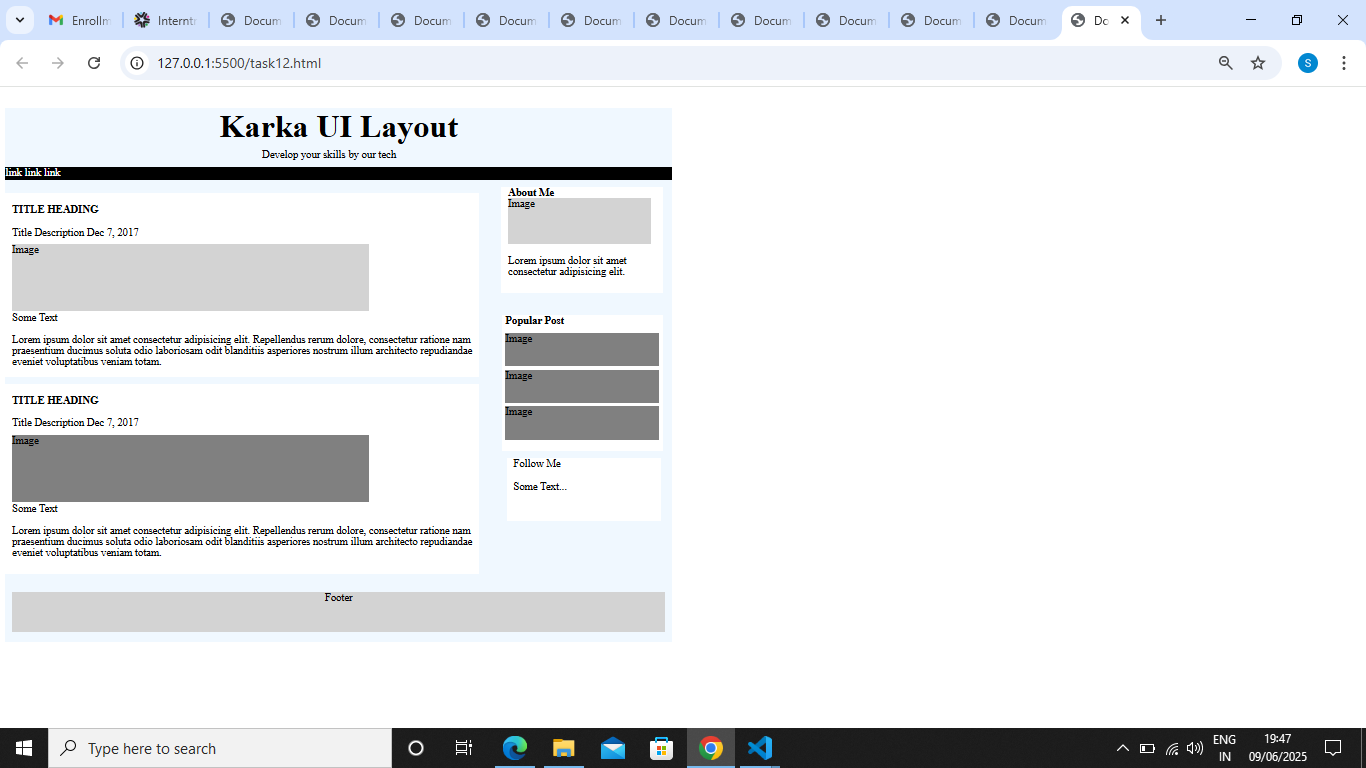 Enrollm
Interntr
Docum
Docum
Docum
Docum
Docum
Docum
Docum
Docum
Docum
Docum
Do
127.0.0.1:5500/task12.html
S
Karka UI Layout
Develop your skills by our tech
link link link
TITLE HEADING
Title Description Dec 7, 2017
Image
Some Text
Lorem ipsum dolor sit amet consectetur adipisicing elit. Repellendus rerum dolore, consectetur ratione nam
praesentium ducimus soluta odio laboriosam odit blanditiis asperiores nostrum illum architecto repudiandae
eveniet voluptatibus veniam totam.
TITLE HEADING
Title Description Dec 7, 2017
Image
Some Text
Lorem ipsum dolor sit amet consectetur adipisicing elit. Repellendus rerum dolore, consectetur ratione nam
praesentium ducimus soluta odio laboriosam odit blanditiis asperiores nostrum illum architecto repudiandae
eveniet voluptatibus veniam totam.
About Me
Image
Lorem ipsum dolor sit amet
consectetur adipisicing elit.
Popular Post
Image
Image
Image
Follow Me
Some Text...
Footer
Type here to search
ENG
IN
19:47
09/06/2025